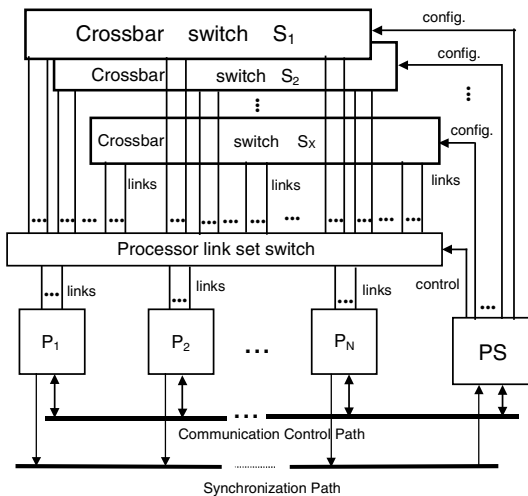 Crossbar switch S1
config.
Crossbar switch S2
config.
...
Crossbar switch SX
config.
links links links
... ... ... ... ... ... ... ... ...
Processor link set switch
control
... links ... links ... links ...
P1 P2 ... PN PS
...
Communication Control Path
Synchronization Path